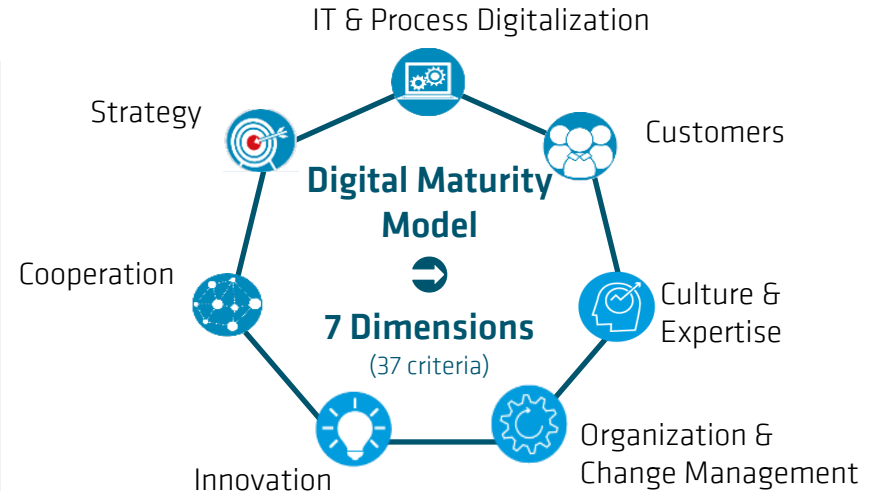 IT & Process Digitalization
Strategy
Customers
Digital Maturity
Model
Cooperation
Culture &
Expertise
7 Dimensions
(37 criteria)
Organization &
Change Management
Innovation